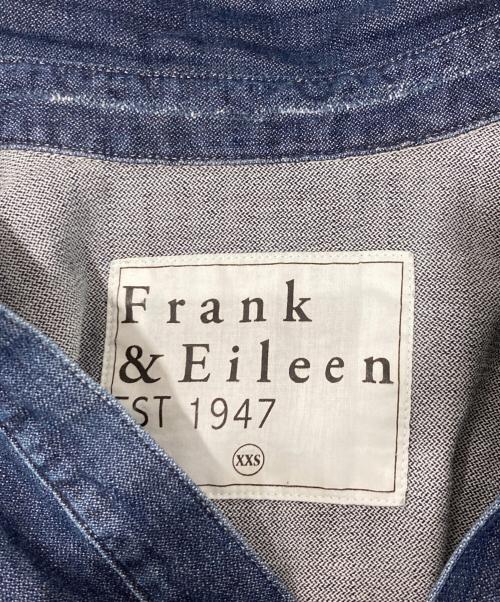 Frank
& Eileen
EST 1947
XXS